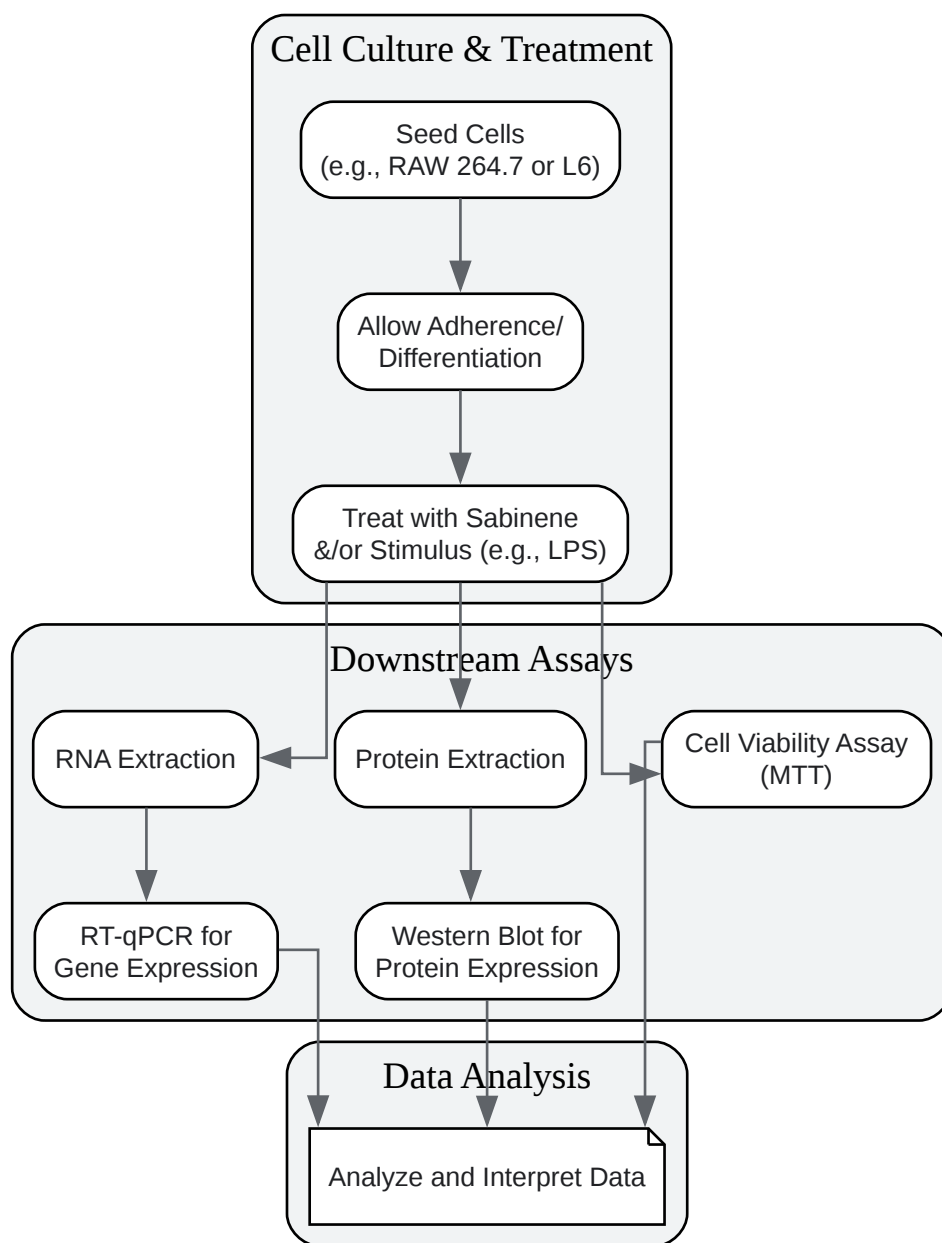 Cell Culture & Treatment
Seed Cells
(e.g., RAW 264.7 or L6)
Allow Adherence/
Differentiation
Treat with Sabinene
&/or Stimulus (e.g., LPS)
Downstream Assays
RNA Extraction
Protein Extraction
Cell Viability Assay
(MTT)
RT-qPCR for
Gene Expression
Western Blot for
Protein Expression
Data Analysis
Analyze and Interpret Data